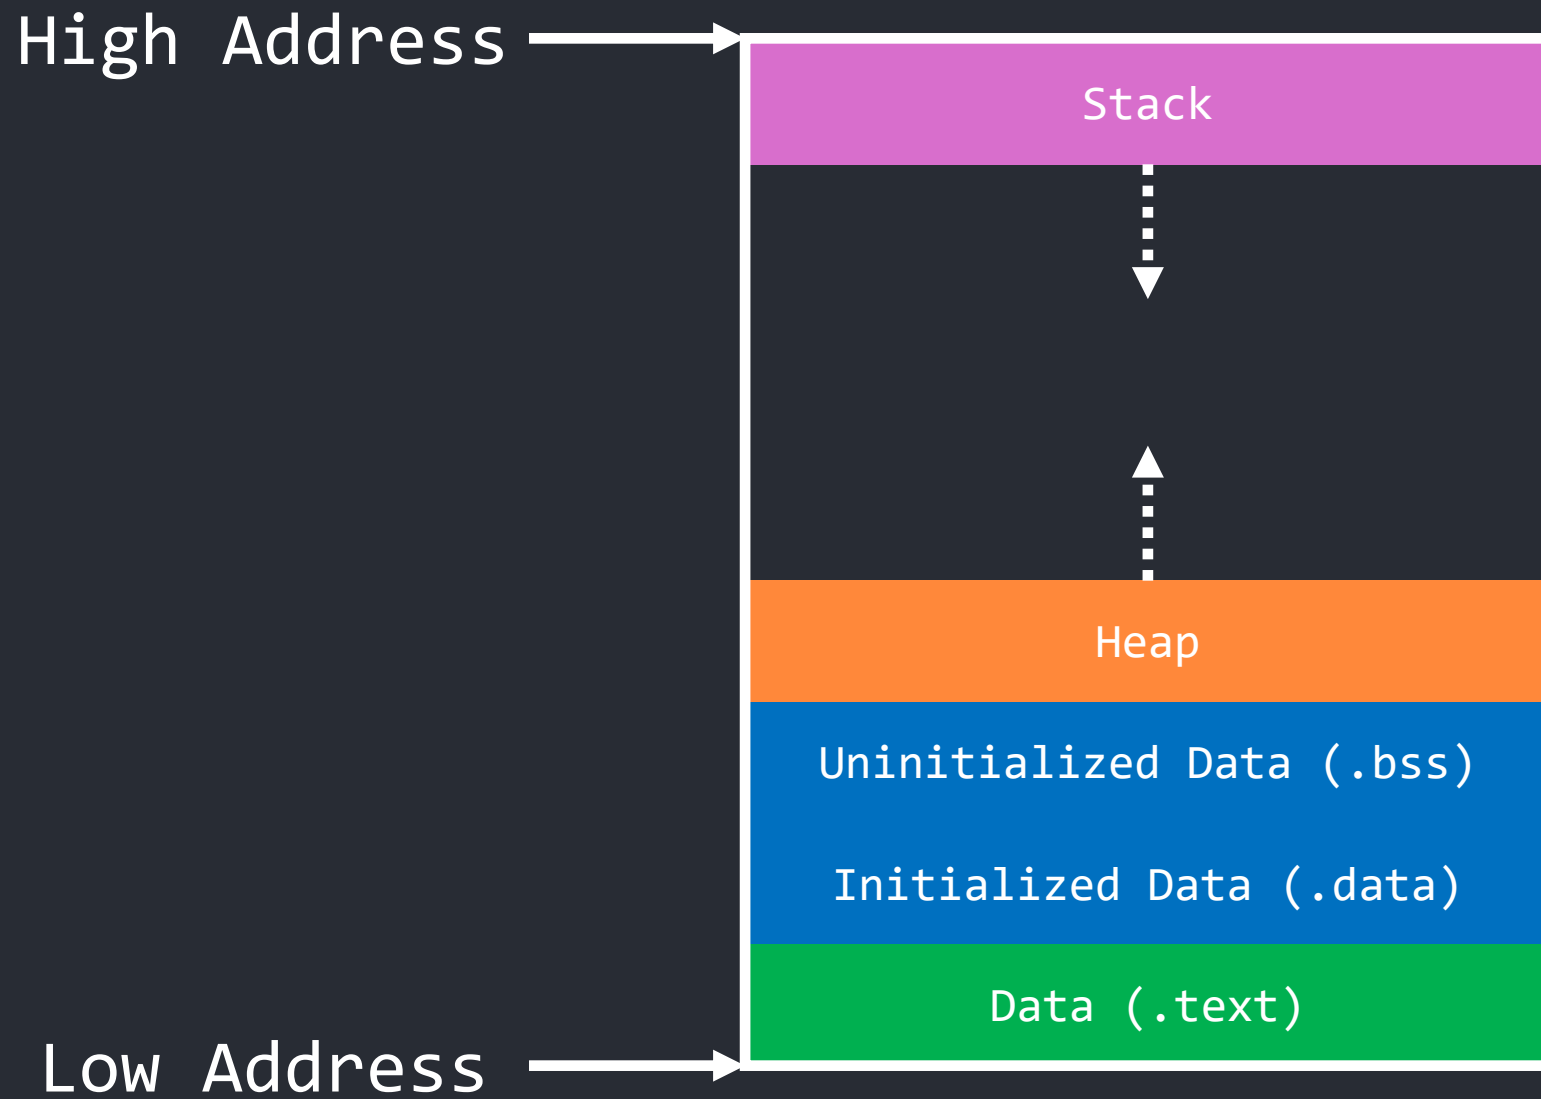 High Address
Stack
Heap
Uninitialized Data (.bss)
Initialized Data (.data)
Data (.text)
Low Address